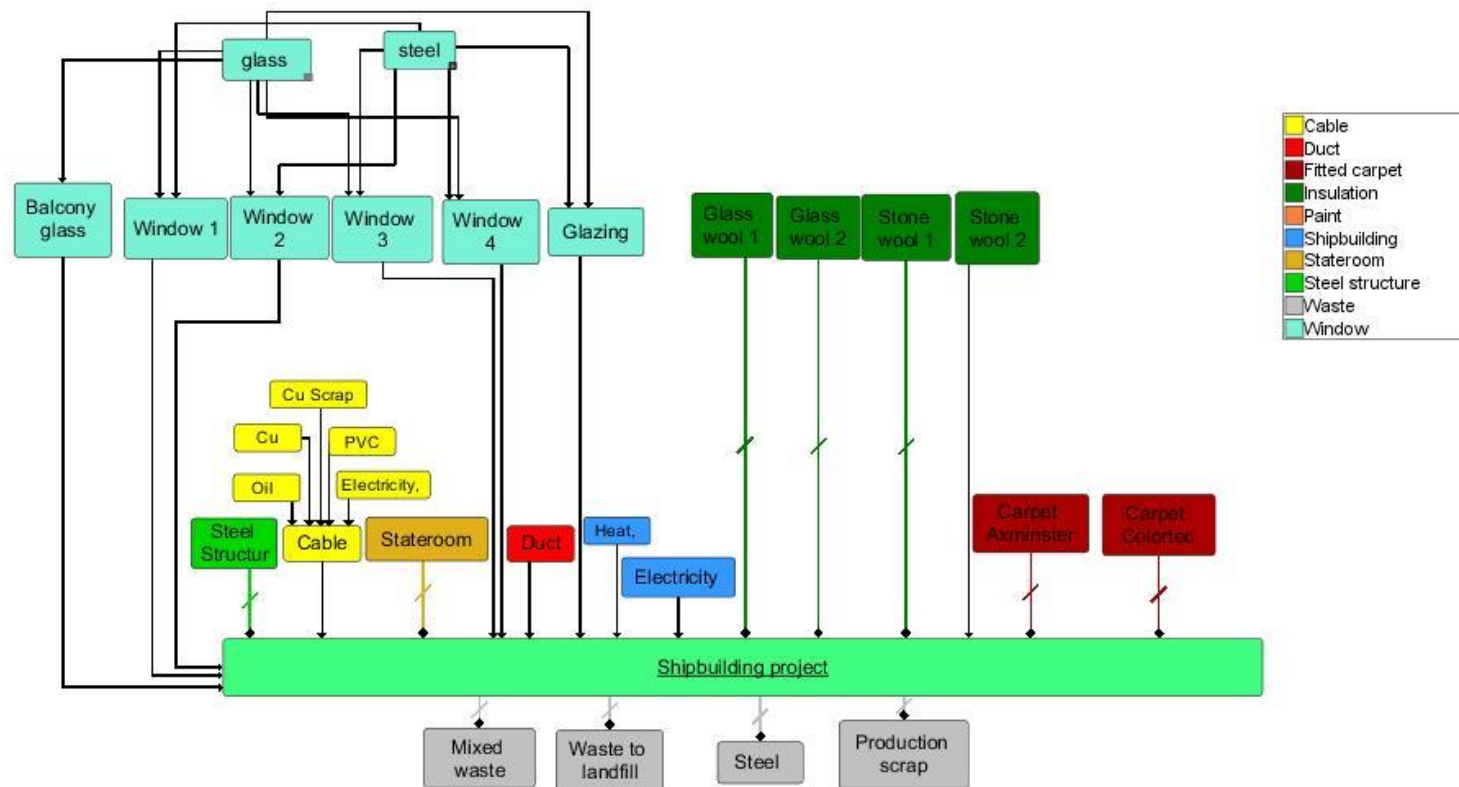 glass
steel
Balcony
glass
Window 1
Window
2
Window
3
Window
4
Glazing
Glass
wool 1
Glass
wool 2
Stone
wool 1
Stone
wool 2
Cable
Duct
Fitted carpet
Insulation
Paint
Shipbuilding
Stateroom
Steel structure
Waste
Window
Cu Scrap
Cu
PVC
Oil
Electricity,
Steel
Structur
Cable
Stateroom
Duct
Heat,
Electricity
Carpet
Axminster
Carpet
Colortec
Shipbuilding project
Mixed
waste
Waste to
landfill
Steel
Production
scrap